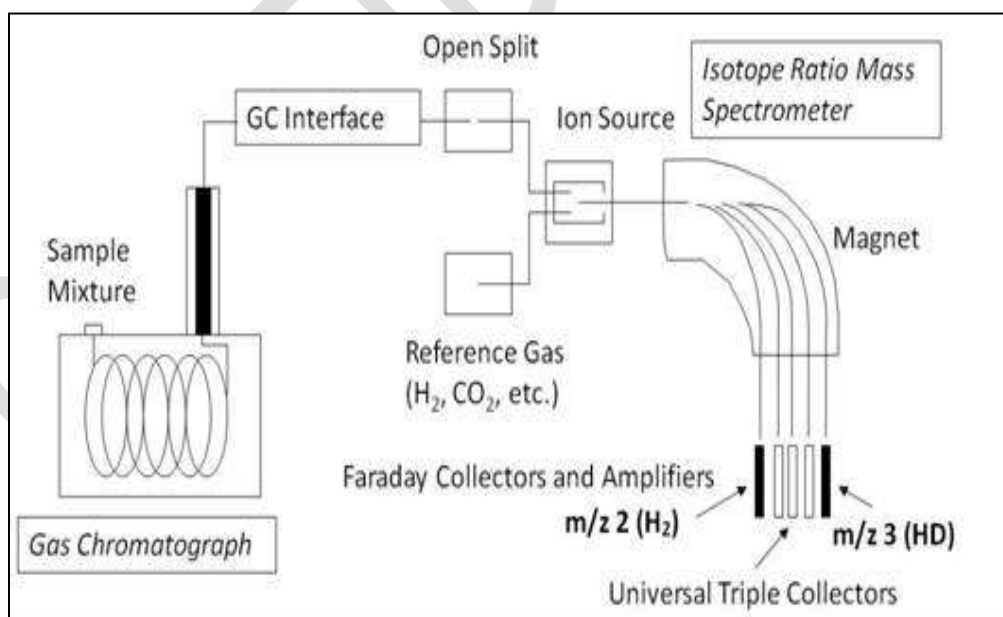 Open Split
Isotope Ratio Mass
Spectrometer
GC Interface
Ion Source
Sample
Mixture
Magnet
Reference Gas
(H₂, CO₂, etc.)
Faraday Collectors and Amplifiers
m/z 2 (H₂)
m/z 3 (HD)
Gas Chromatograph
Universal Triple Collectors